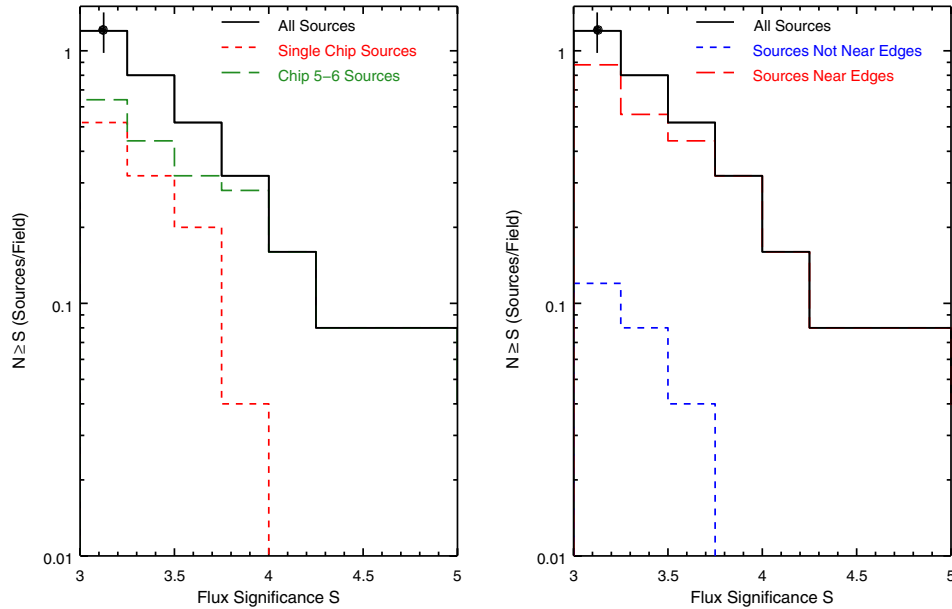 All Sources
Single Chip Sources
Chip 5−6 Sources
1
0.1
0.01
N ≥ S (Sources/Field)
3
3.5
4
4.5
5
Flux Significance S
All Sources
Sources Not Near Edges
Sources Near Edges
1
0.1
0.01
N ≥ S (Sources/Field)
3
3.5
4
4.5
5
Flux Significance S